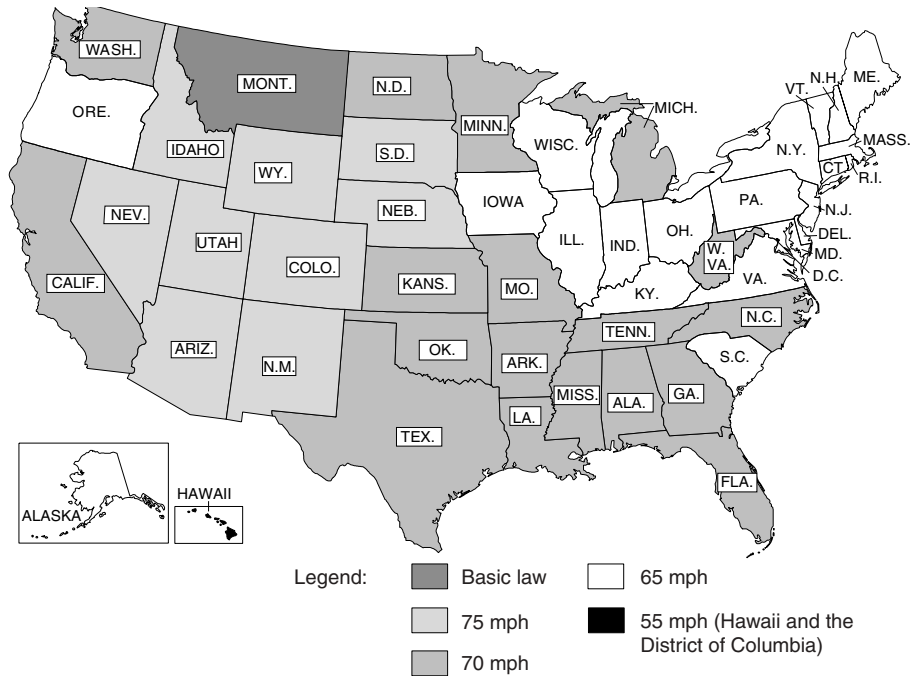 WASH.
MONT.
N.D.
MINN.
MICH.
VT.
N.H.
ME.
ORE.
IDAHO
WY.
S.D.
WISC.
N.Y.
MASS.
CT.
R.I.
NEV.
UTAH
COLO.
NEB.
IOWA
ILL.
IND.
OH.
PA.
N.J.
DEL.
MD.
D.C.
CALIF.
KANS.
MO.
KY.
W.
VA.
VA.
ARIZ.
N.M.
OK.
ARK.
TENN.
N.C.
S.C.
TEX.
LA.
MISS.
ALA.
GA.
FLA.
ALASKA
HAWAII
Legend:
Basic law
75 mph
70 mph
65 mph
55 mph (Hawaii and the
District of Columbia)